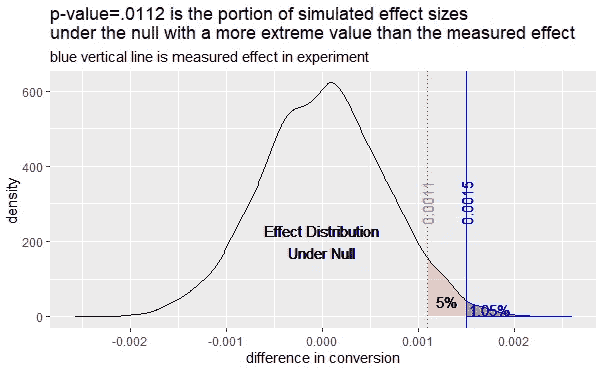 p-value=.0112 is the portion of simulated effect sizes
under the null with a more extreme value than the measured effect
blue vertical line is measured effect in experiment
600
400
200
0
density
0.0011
0.0015
Effect Distribution
Under Null
5%
1.05%
-0.002
-0.001
0.000
0.001
0.002
difference in conversion